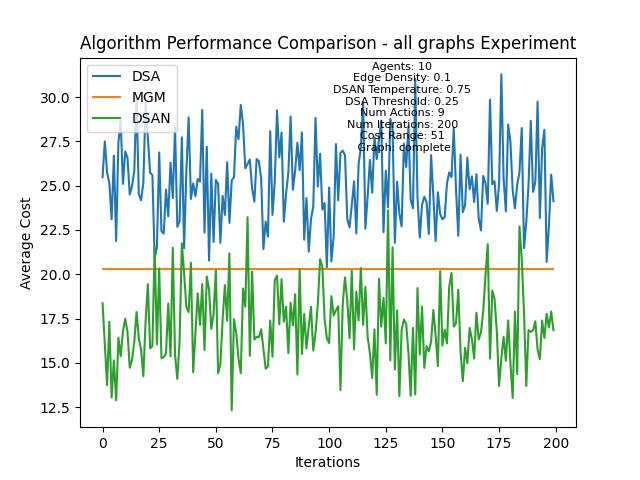 Algorithm Performance Comparison - all graphs Experiment
DSA
MGM
DSAN
Agents: 10
Edge Density: 0.1
DSAN Temperature: 0.75
DSA Threshold: 0.25
Num Actions: 9
Num Iterations: 200
Cost Range: 51
Graph: complete
Average Cost
30.0
27.5
25.0
22.5
20.0
17.5
15.0
12.5
0 25 50 75 100 125 150 175 200
Iterations